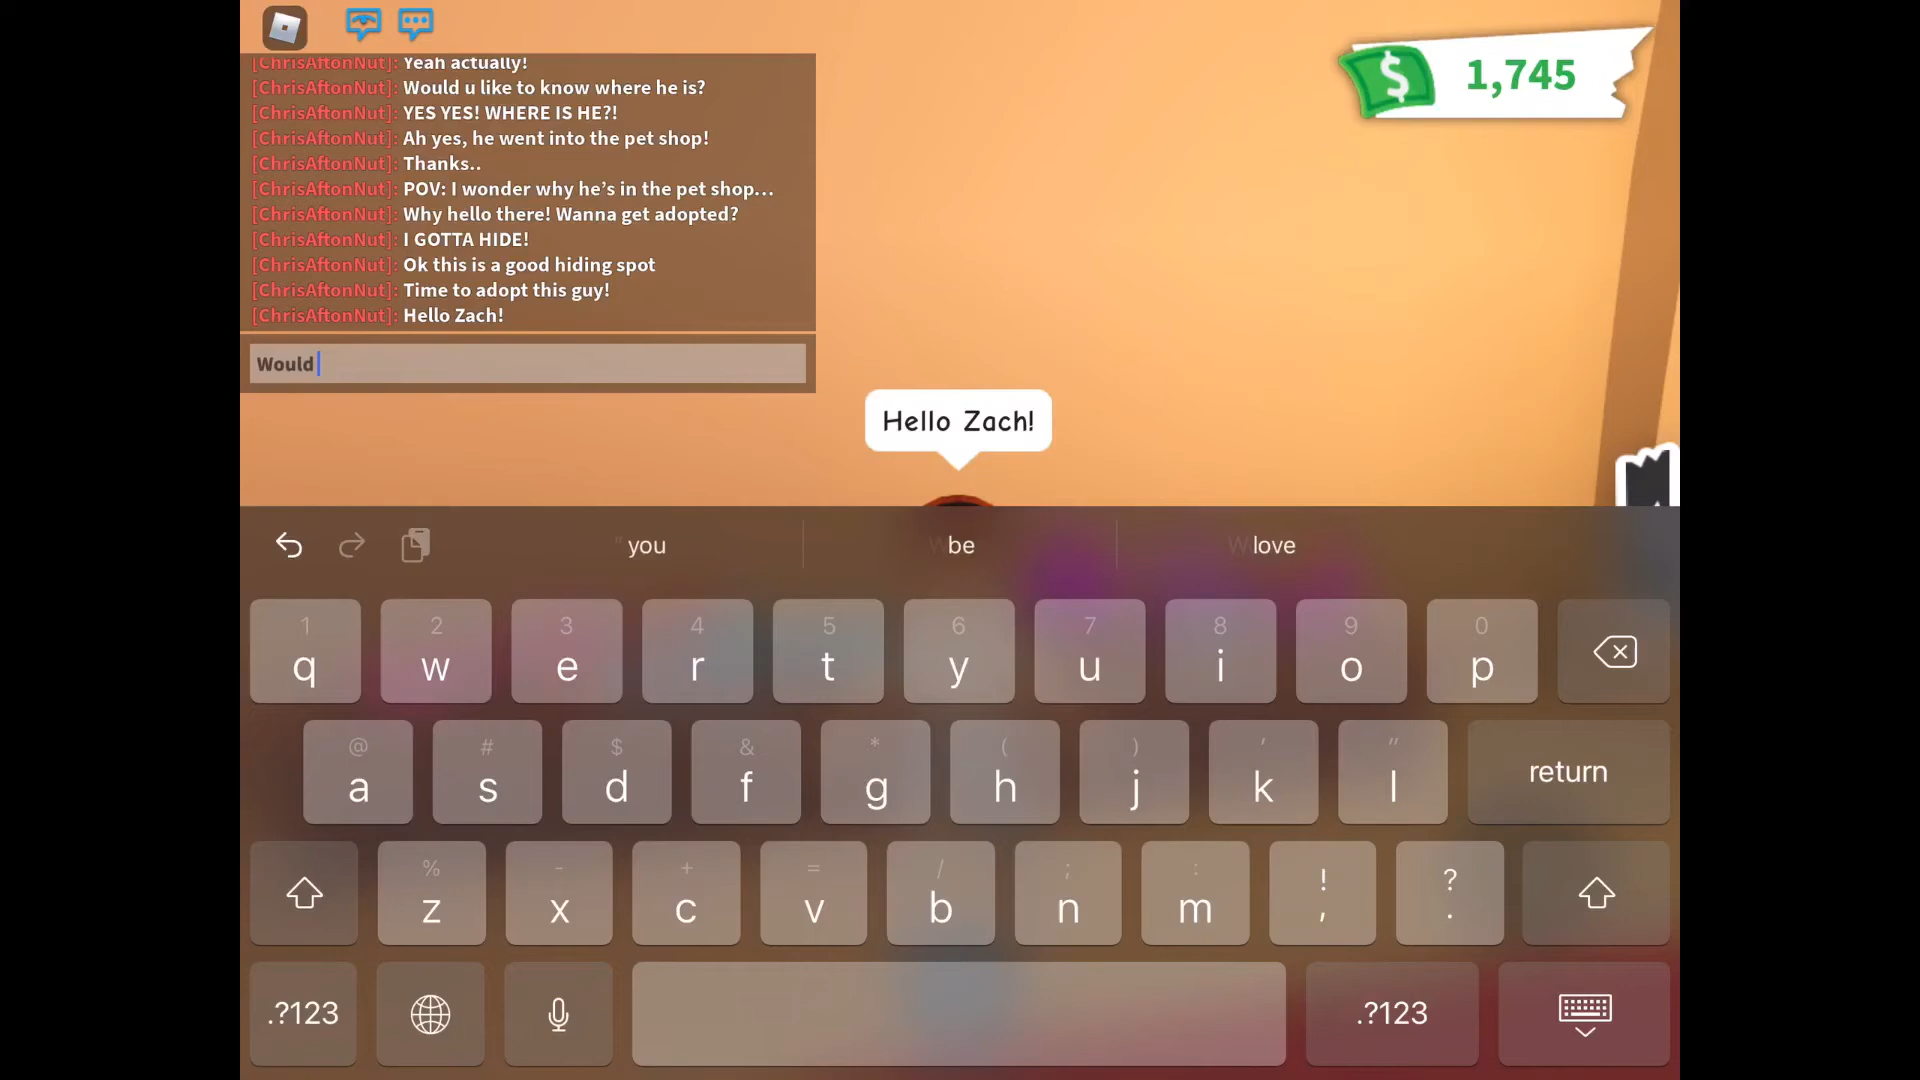 [ChrisAftonNut]: Yeah actually!
[ChrisAftonNut]: Would u like to know where he is?
[ChrisAftonNut]: YES YES! WHERE IS HE?!
[ChrisAftonNut]: Ah yes, he went into the pet shop!
[ChrisAftonNut]: Thanks..
[ChrisAftonNut]: POV: I wonder why he’s in the pet shop...
[ChrisAftonNut]: Why hello there! Wanna get adopted?
[ChrisAftonNut]: I GOTTA HIDE!
[ChrisAftonNut]: Ok this is a good hiding spot
[ChrisAftonNut]: Time to adopt this guy!
[ChrisAftonNut]: Hello Zach!
Would
$ 1,745
Hello Zach!
you be love
1 2 3 4 5 6 7 8 9 0
q w e r t y u i o p
@ # $ & * ( ) ' "
a s d f g h j k l return
% - + = / ; : ! ?
z x c v b n m , .
.?123 .?123